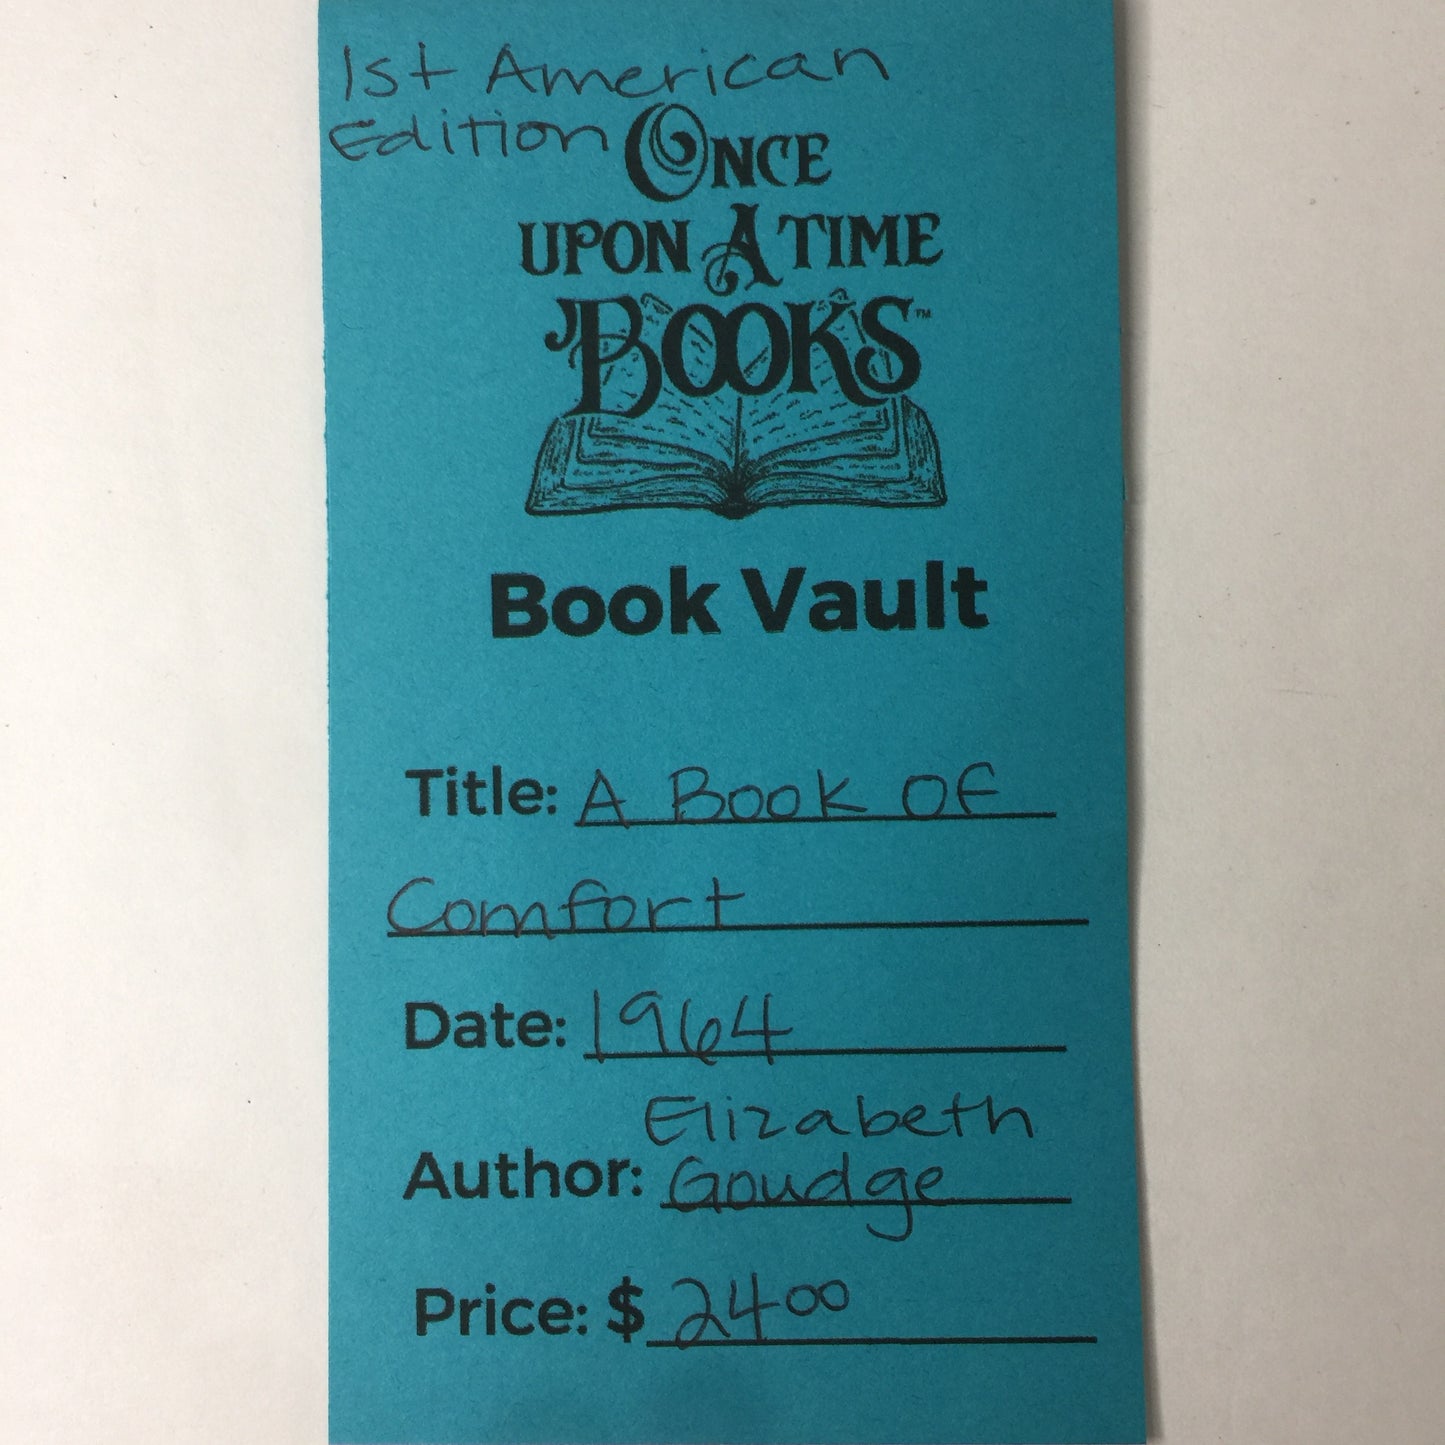 1st American
Edition
ONCE
UPON A TIME
BOOKS™
Book Vault
Title: A Book Of
Comfort
Date: 1964
Elizabeth
Author: Goudge
Price: $ 24 00